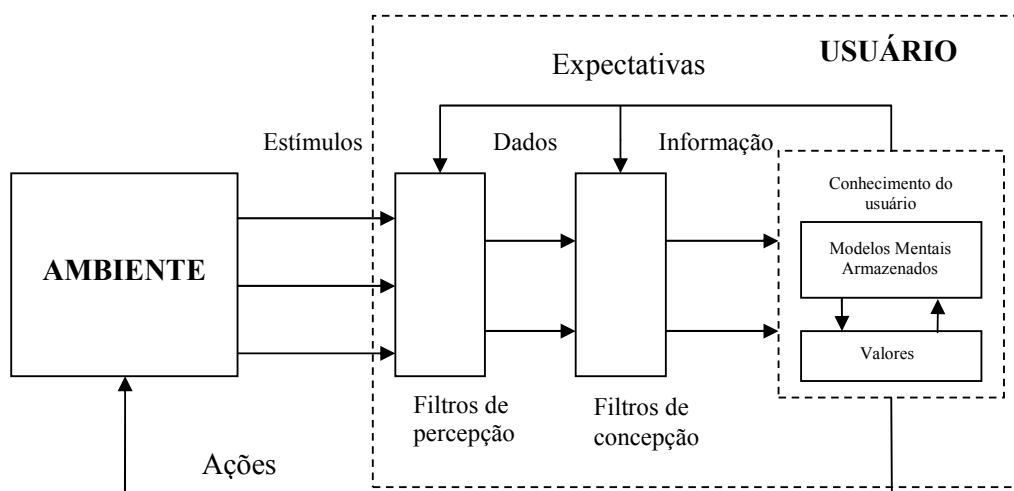 USUÁRIO
Expectativas
Estímulos
Dados
Informação
AMBIENTE
Conhecimento do
usuário
Modelos Mentais
Armazenados
Valores
Filtros de
percepção
Filtros de
concepção
Ações